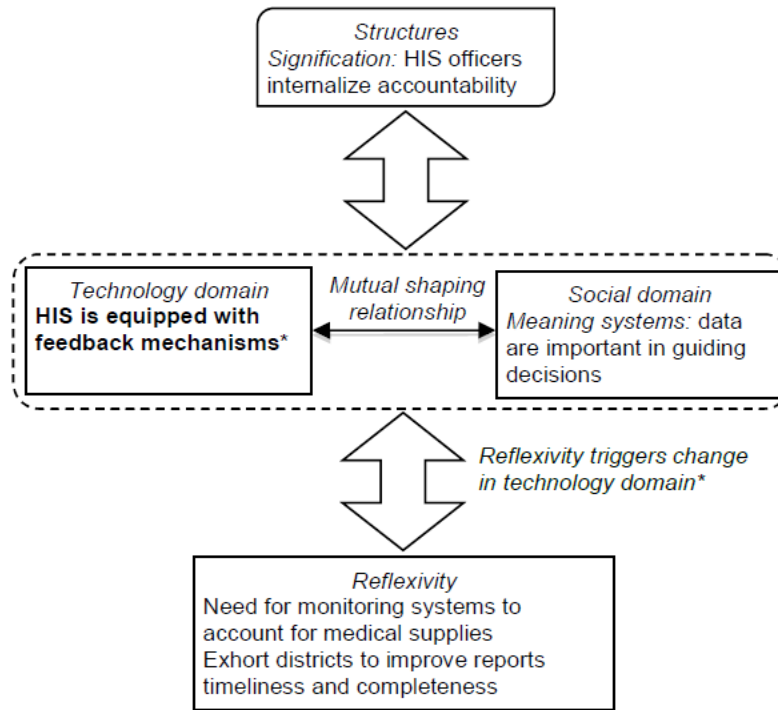 Structures
Signification: HIS officers
internalize accountability
Technology domain
HIS is equipped with
feedback mechanisms*
Mutual shaping
relationship
Social domain
Meaning systems: data
are important in guiding
decisions
Reflexivity triggers change
in technology domain*
Reflexivity
Need for monitoring systems to
account for medical supplies
Exhort districts to improve reports
timeliness and completeness